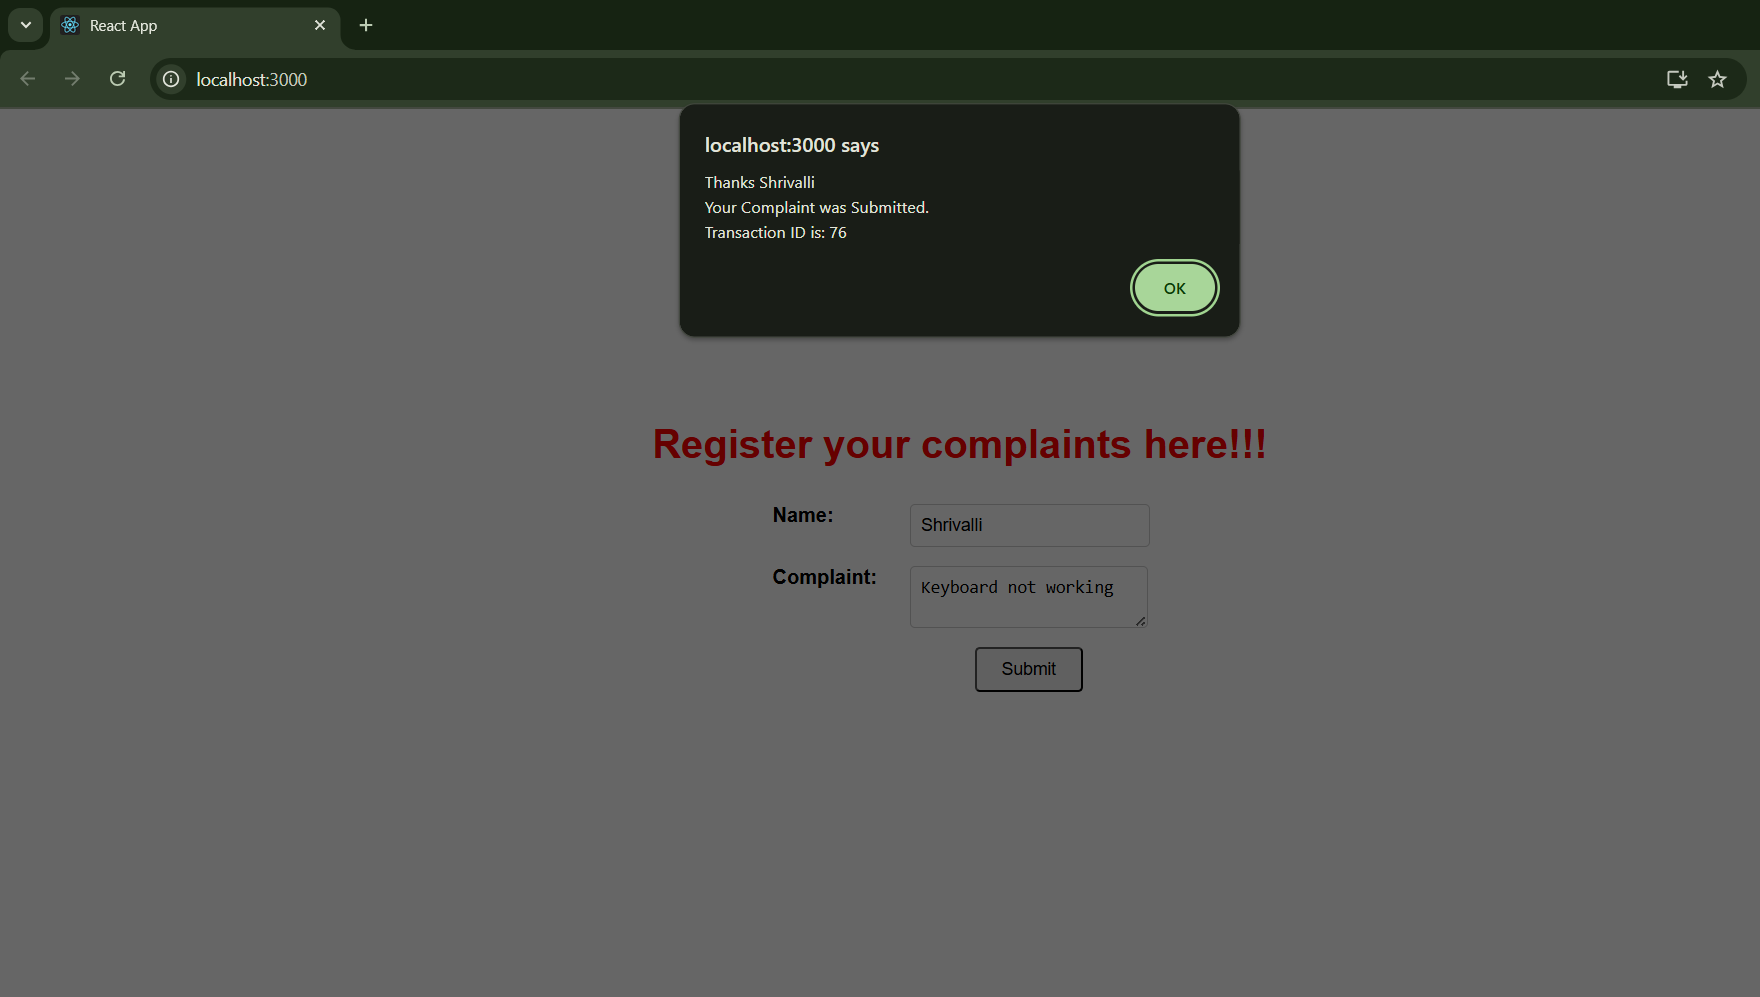 React App
localhost:3000
localhost:3000 says
Thanks Shrivalli
Your Complaint was Submitted.
Transaction ID is: 76
OK
Register your complaints here!!!
Name:
Shrivalli
Complaint:
Keyboard not working
Submit